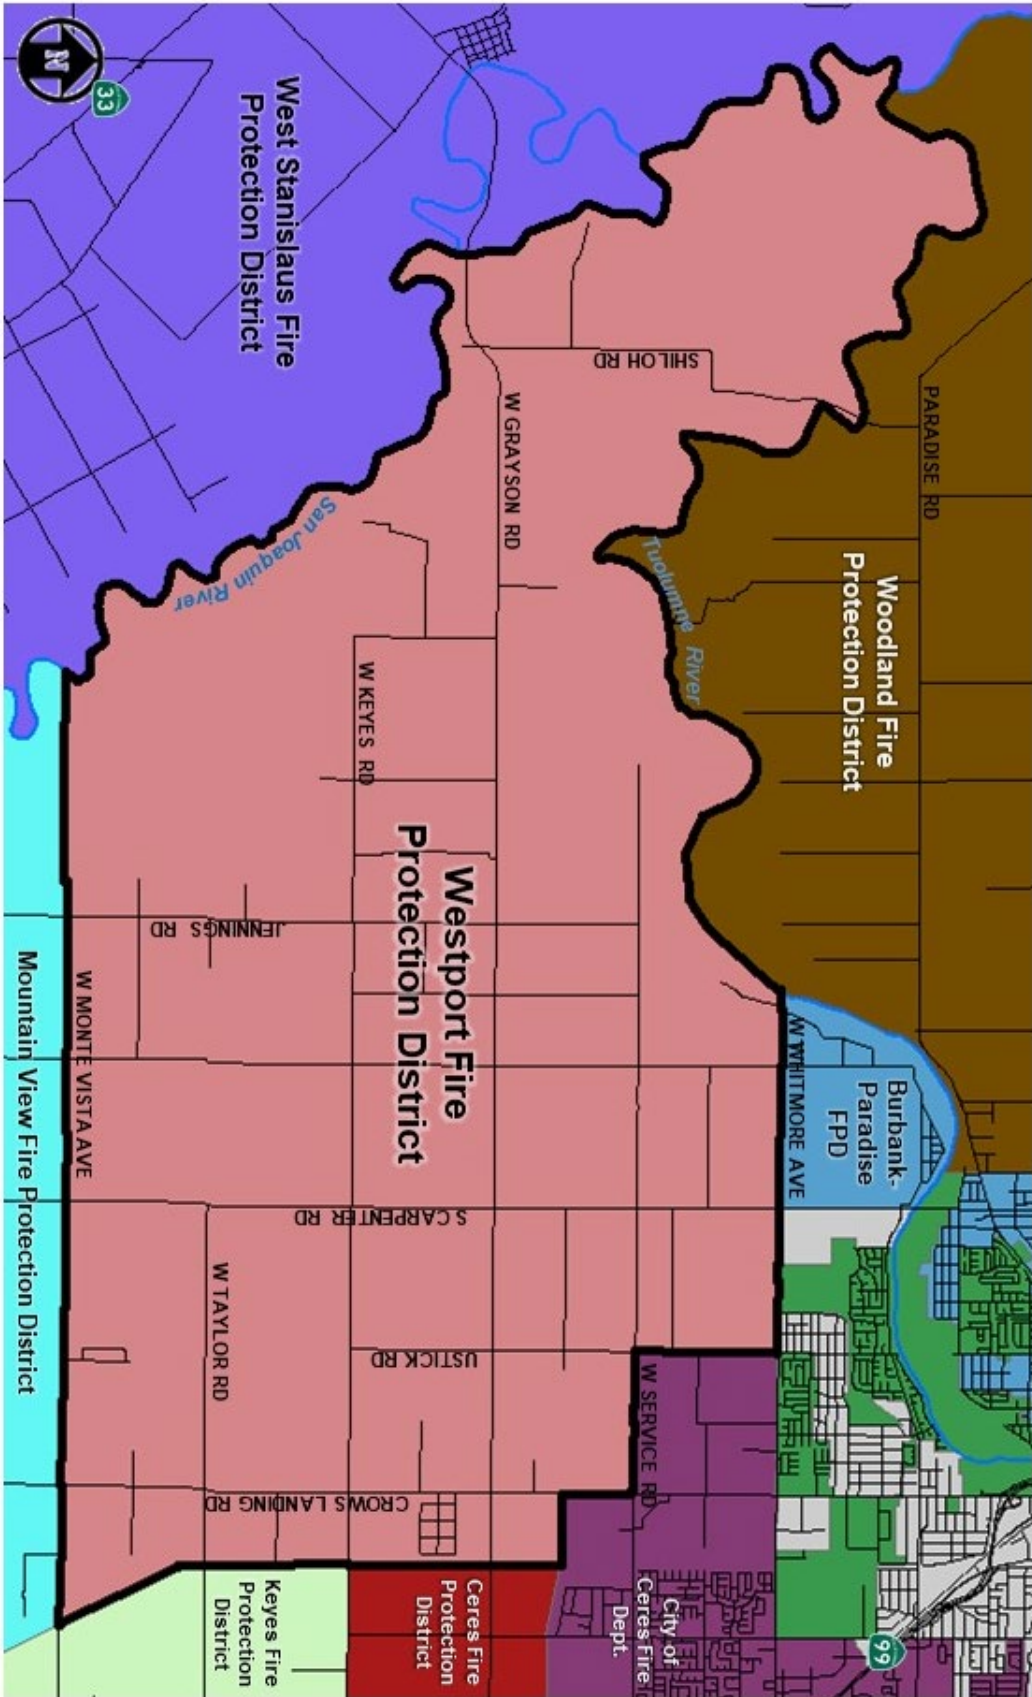 N
33
West Stanislaus Fire
Protection District
SHILOH RD
W GRAYSON RD
PARADISE RD
San Joaquin River
Tuolumne River
Woodland Fire
Protection District
W KEYES RD
Westport Fire
Protection District
JENNINGS RD
W MONTE VISTA AVE
Mountain View Fire Protection District
W WHITMORE AVE
Burbank-
Paradise
FPD
S CARPENTER RD
W TAYLOR RD
USTICK RD
W SERVICE RD
CROWS LANDING RD
Keyes Fire
Protection
District
Ceres Fire
Protection
District
City of
Ceres Fire
Dept.
99